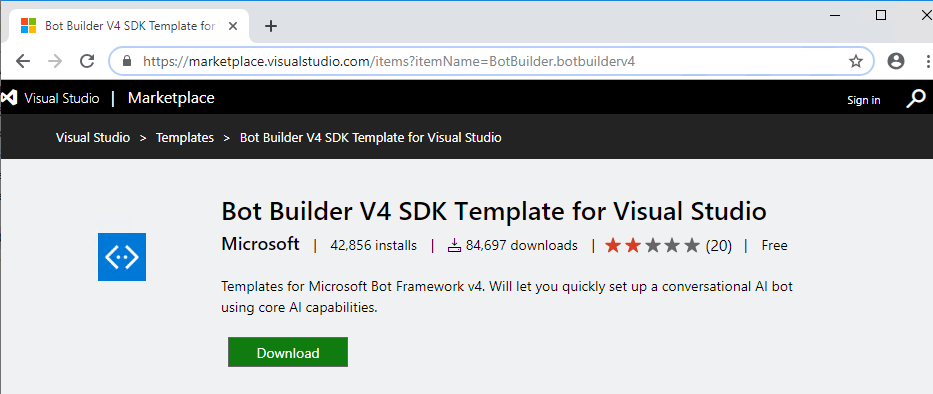 Bot Builder V4 SDK Template for
https://marketplace.visualstudio.com/items?itemName=BotBuilder.botbuilderv4
Visual Studio | Marketplace Sign in
Visual Studio > Templates > Bot Builder V4 SDK Template for Visual Studio
Bot Builder V4 SDK Template for Visual Studio
Microsoft | 42,856 installs | 84,697 downloads | (20) | Free
Templates for Microsoft Bot Framework v4. Will let you quickly set up a conversational AI bot
using core AI capabilities.
Download